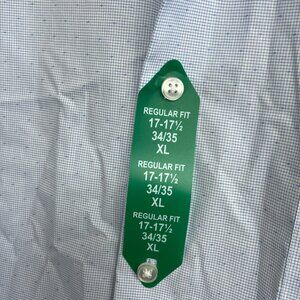 REGULAR FIT
17-17½
34/35
XL
REGULAR FIT
17-17½
34/35
XL
REGULAR FIT
17-17½
34/35
XL